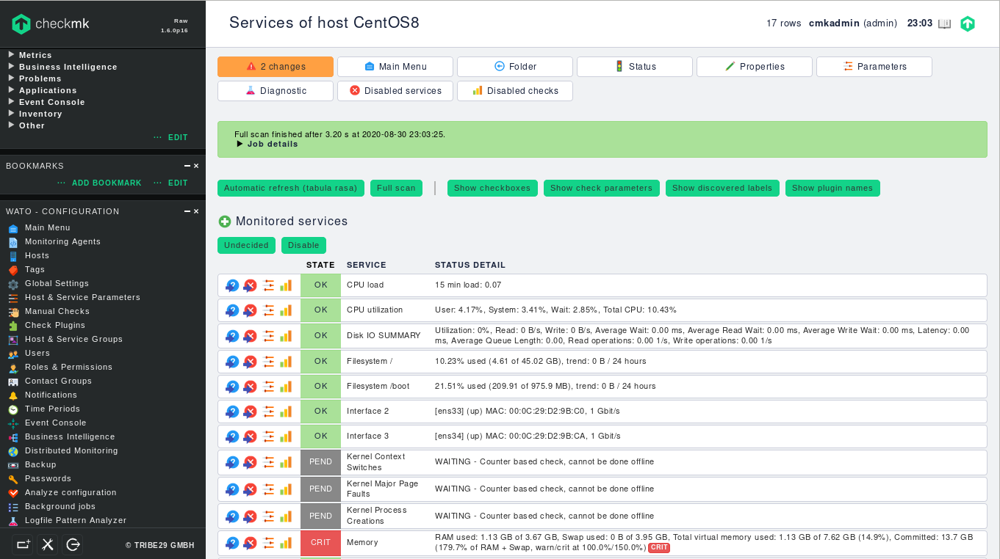 checkmk
Raw
1.6.0p16
Metrics
Business Intelligence
Problems
Applications
Event Console
Inventory
Other
··· EDIT
BOOKMARKS
··· ADD BOOKMARK ··· EDIT
WATO - CONFIGURATION
Main Menu
Monitoring Agents
Hosts
Tags
Global Settings
Host & Service Parameters
Manual Checks
Check Plugins
Host & Service Groups
Users
Roles & Permissions
Contact Groups
Notifications
Time Periods
Event Console
Business Intelligence
Distributed Monitoring
Backup
Passwords
Analyze configuration
Background jobs
Logfile Pattern Analyzer
© TRIBE29 GMBH
Services of host CentOS8
17 rows cmkadmin (admin) 23:03
2 changes Main Menu Folder Status Properties Parameters
Diagnostic Disabled services Disabled checks
Full scan finished after 3.20 s at 2020-08-30 23:03:25.
Job details
Automatic refresh (tabula rasa) Full scan Show checkboxes Show check parameters Show discovered labels Show plugin names
Monitored services
Undecided Disable
STATE SERVICE STATUS DETAIL
OK CPU load 15 min load: 0.07
OK CPU utilization User: 4.17%, System: 3.41%, Wait: 2.85%, Total CPU: 10.43%
OK Disk IO SUMMARY Utilization: 0%, Read: 0 B/s, Write: 0 B/s, Average Wait: 0.00 ms, Average Read Wait: 0.00 ms, Average Write Wait: 0.00 ms, Latency: 0.00
ms, Average Queue Length: 0.00, Read operations: 0.00 1/s, Write operations: 0.00 1/s
OK Filesystem / 10.23% used (4.61 of 45.02 GB), trend: 0 B / 24 hours
OK Filesystem /boot 21.51% used (209.91 of 975.9 MB), trend: 0 B / 24 hours
OK Interface 2 [ens33] (up) MAC: 00:0C:29:D2:9B:C0, 1 Gbit/s
OK Interface 3 [ens34] (up) MAC: 00:0C:29:D2:9B:CA, 1 Gbit/s
PEND Kernel Context
Switches WAITING - Counter based check, cannot be done offline
PEND Kernel Major Page
Faults WAITING - Counter based check, cannot be done offline
PEND Kernel Process
Creations WAITING - Counter based check, cannot be done offline
CRIT Memory RAM used: 1.13 GB of 3.67 GB, Swap used: 0 B of 3.95 GB, Total virtual memory used: 1.13 GB of 7.62 GB (14.9%), Committed: 13.7 GB
(179.7% of RAM + Swap, warn/crit at 100.0%/150.0%) CRIT